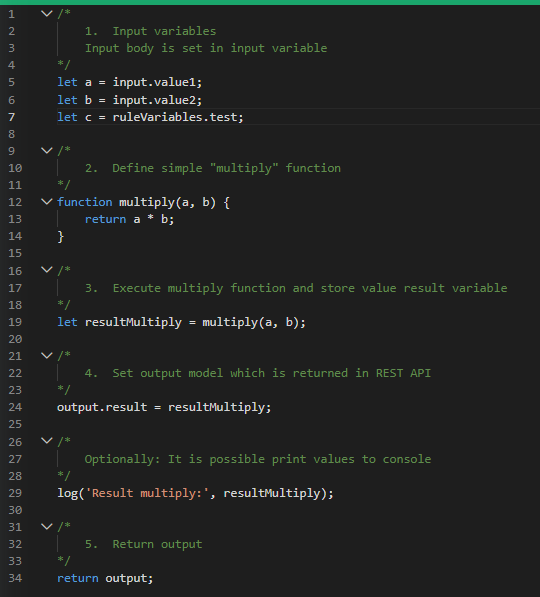 1 /*
2 1. Input variables
3 Input body is set in input variable
4 */
5 let a = input.value1;
6 let b = input.value2;
7 let c = ruleVariables.test;
8
9 /*
10 2. Define simple "multiply" function
11 */
12 function multiply(a, b) {
13 return a * b;
14 }
15
16 /*
17 3. Execute multiply function and store value result variable
18 */
19 let resultMultiply = multiply(a, b);
20
21 /*
22 4. Set output model which is returned in REST API
23 */
24 output.result = resultMultiply;
25
26 /*
27 Optionally: It is possible print values to console
28 */
29 log('Result multiply:', resultMultiply);
30
31 /*
32 5. Return output
33 */
34 return output;